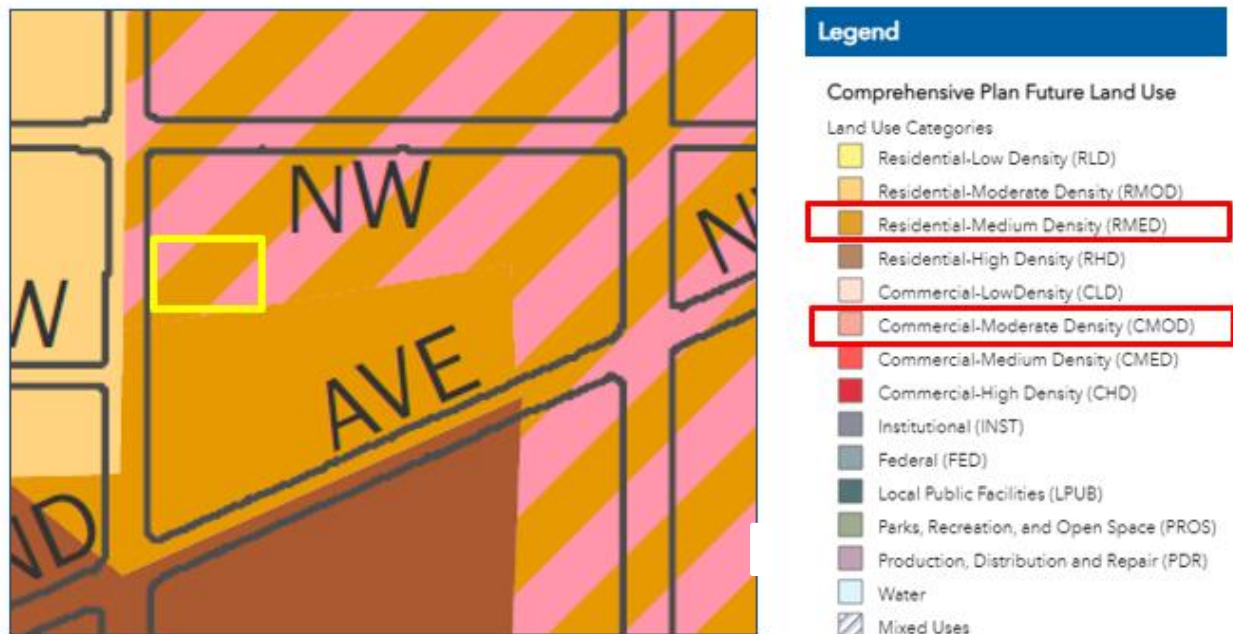 NW
N
W
AVE
ND
Legend
Comprehensive Plan Future Land Use
Land Use Categories
Residential-Low Density (RLD)
Residential-Moderate Density (RMOD)
Residential-Medium Density (RMED)
Residential-High Density (RHD)
Commercial-LowDensity (CLD)
Commercial-Moderate Density (CMOD)
Commercial-Medium Density (CMED)
Commercial-High Density (CHD)
Institutional (INST)
Federal (FED)
Local Public Facilities (LPUB)
Parks, Recreation, and Open Space (PROS)
Production, Distribution and Repair (PDR)
Water
Mixed Uses